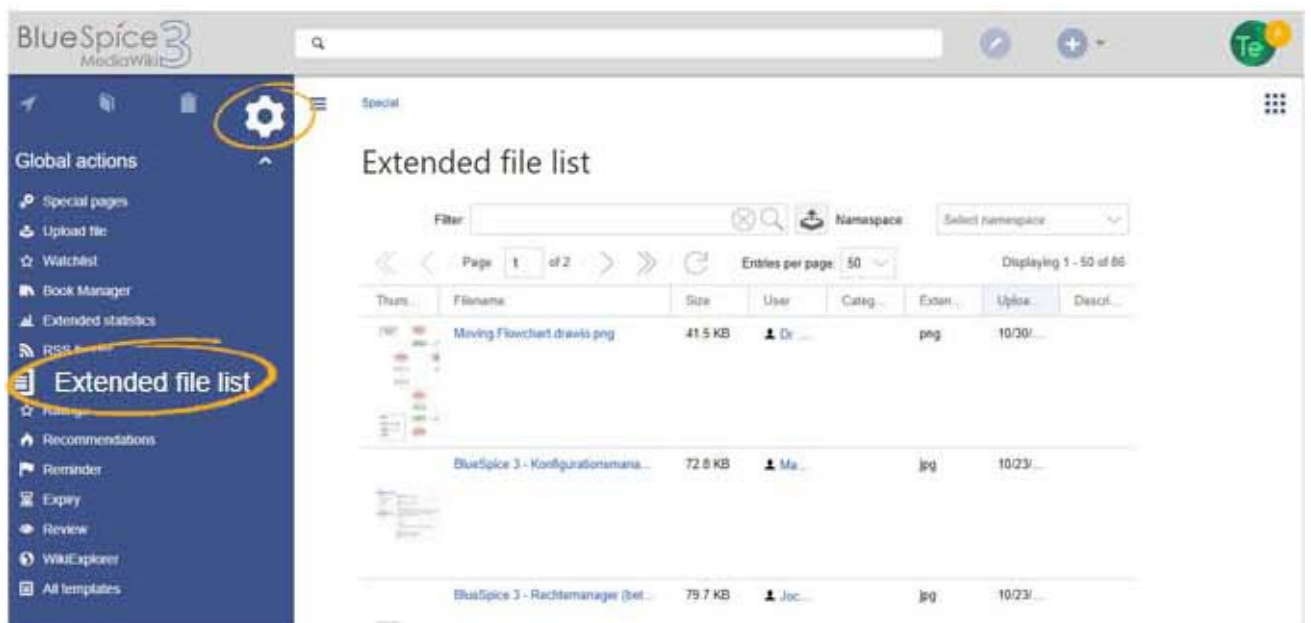 BlueSpice 3
MediaWiki
Te
Special
Global actions
Extended file list
Special pages
Upload file
Watchlist
Book Manager
Extended statistics
RSS
Extended file list
Recommendations
Reminder
Expiry
Review
WikiExplorer
All templates
Filter Namespace Select namespace
Page 1 of 2 Entries per page 50 Displaying 1 - 50 of 86
Thum... Filename Size User Categ... Exten... Uploa... Descri...
Moving Flowchart.drawio.png 41.5 KB Dr ... png 10/30/...
BlueSpice 3 - Konfigurationsmana... 72.8 KB Ma... jpg 10/23/...
BlueSpice 3 - Rechtemanager (bet... 79.7 KB Joc... jpg 10/23/...